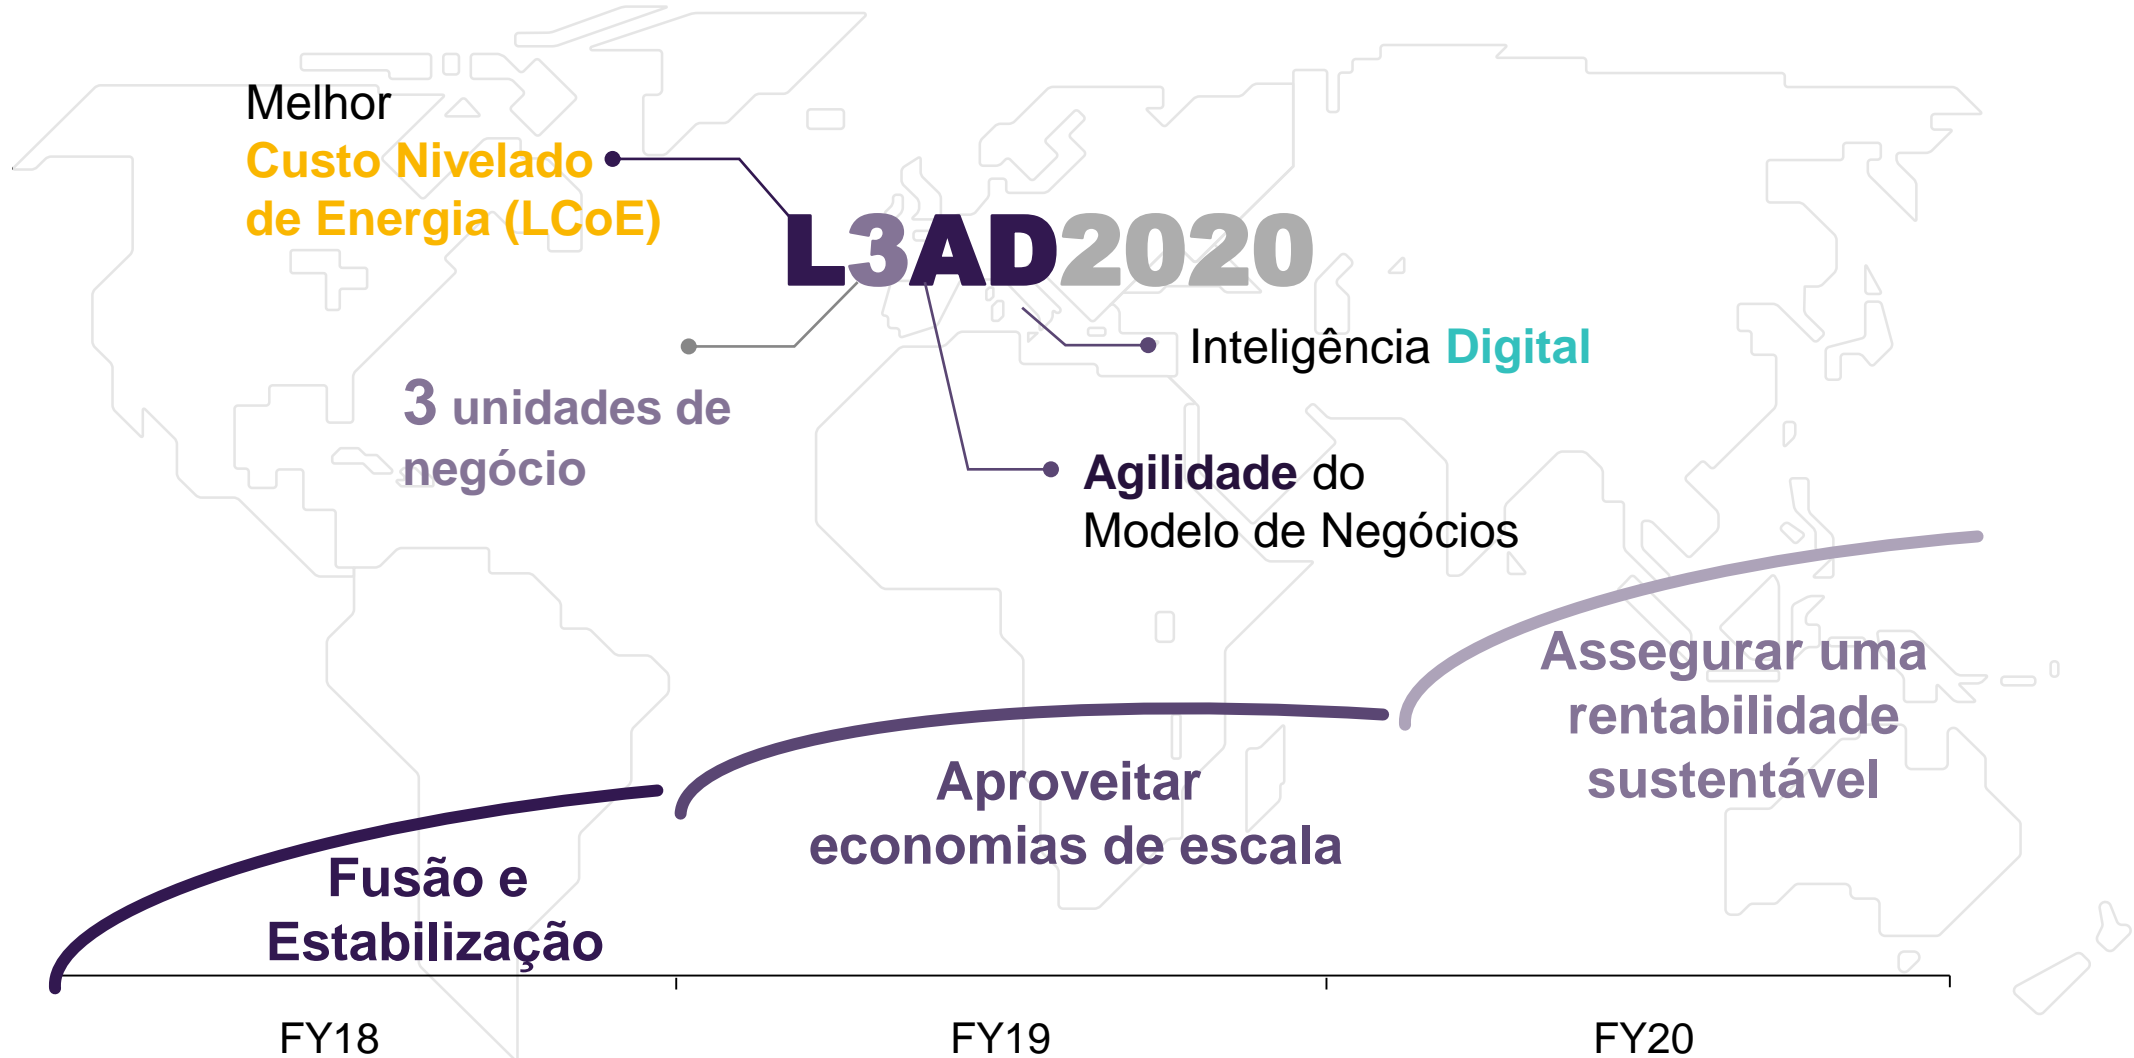 Melhor
Custo Nivelado
de Energia (LCoE)
L3AD2020
Inteligência Digital
3 unidades de
negócio
Agilidade do
Modelo de Negócios
Assegurar uma
rentabilidade
sustentável
Aproveitar
economias de escala
Fusão e
Estabilização
FY18
FY19
FY20